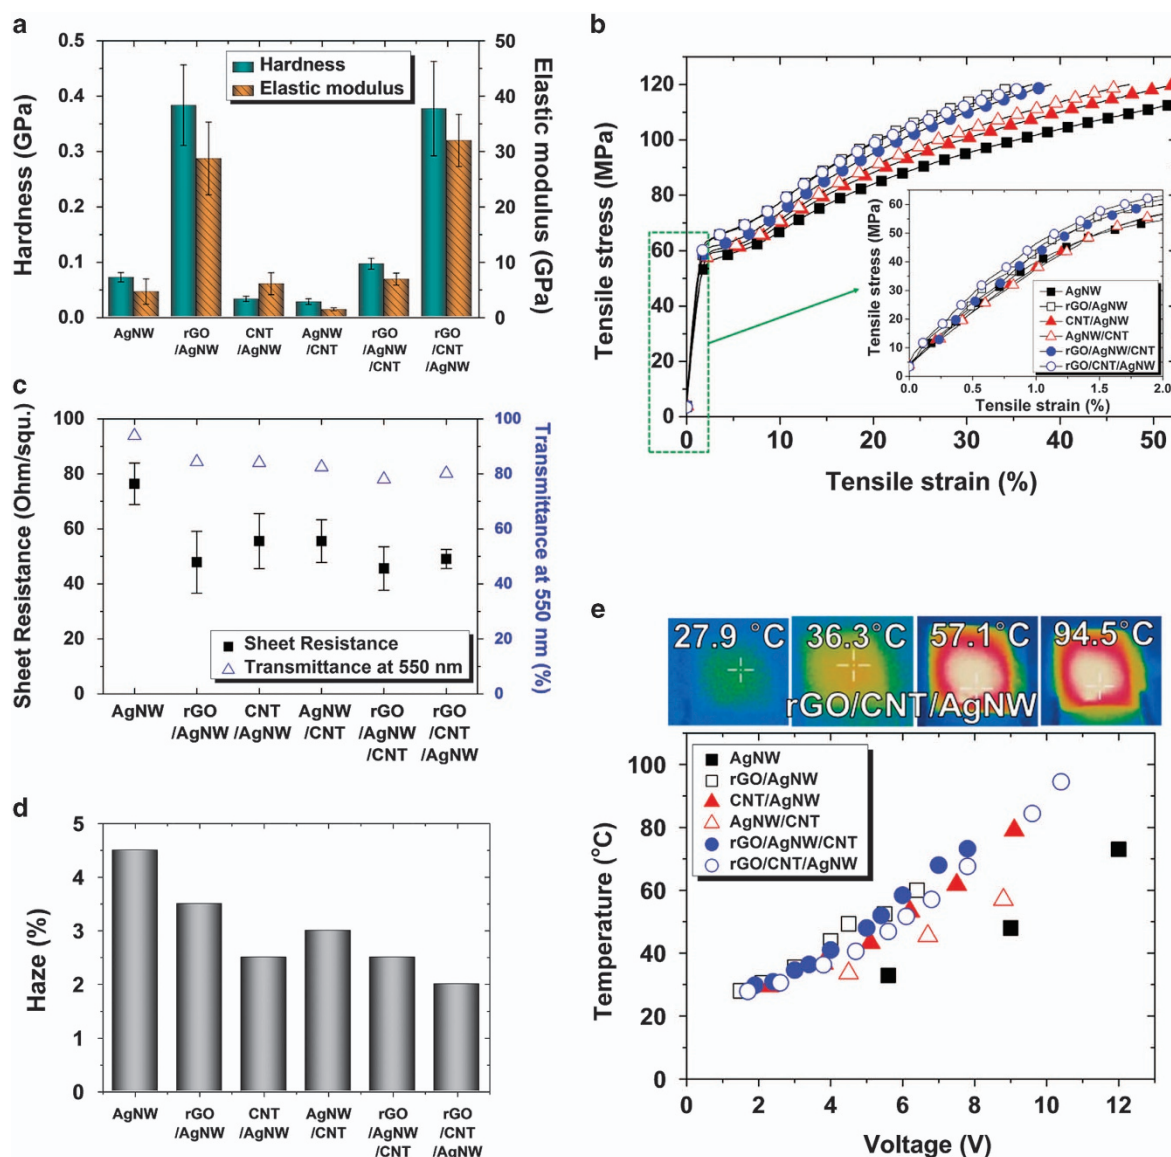 a
0.5
0.4
0.3
0.2
0.1
0.0
Hardness (GPa)
50
40
30
20
10
0
Elastic modulus (GPa)
Hardness
Elastic modulus
AgNW
rGO
/AgNW
CNT
/AgNW
AgNW
/CNT
rGO
/AgNW
/CNT
rGO
/CNT
/AgNW
b
120
100
80
60
40
20
0
Tensile stress (MPa)
0
10
20
30
40
50
Tensile strain (%)
60
50
40
30
20
10
0
Tensile stress (MPa)
0.0
0.5
1.0
1.5
2.0
Tensile strain (%)
AgNW
rGO/AgNW
CNT/AgNW
AgNW/CNT
rGO/AgNW/CNT
rGO/CNT/AgNW
c
100
80
60
40
20
0
Sheet Resistance (Ohm/squ.)
100
80
60
40
20
0
Transmittance at 550 nm (%)
Sheet Resistance
Transmittance at 550 nm
AgNW
rGO
/AgNW
CNT
/AgNW
AgNW
/CNT
rGO
/AgNW
/CNT
rGO
/CNT
/AgNW
d
5
4
3
2
1
0
Haze (%)
AgNW
rGO
/AgNW
CNT
/AgNW
AgNW
/CNT
rGO
/AgNW
/CNT
rGO
/CNT
/AgNW
e
27.9 °C
36.3°C
57.1°C
94.5°C
rGO/CNT/AgNW
100
80
60
40
20
0
Temperature (°C)
AgNW
rGO/AgNW
CNT/AgNW
AgNW/CNT
rGO/AgNW/CNT
rGO/CNT/AgNW
0
2
4
6
8
10
12
Voltage (V)